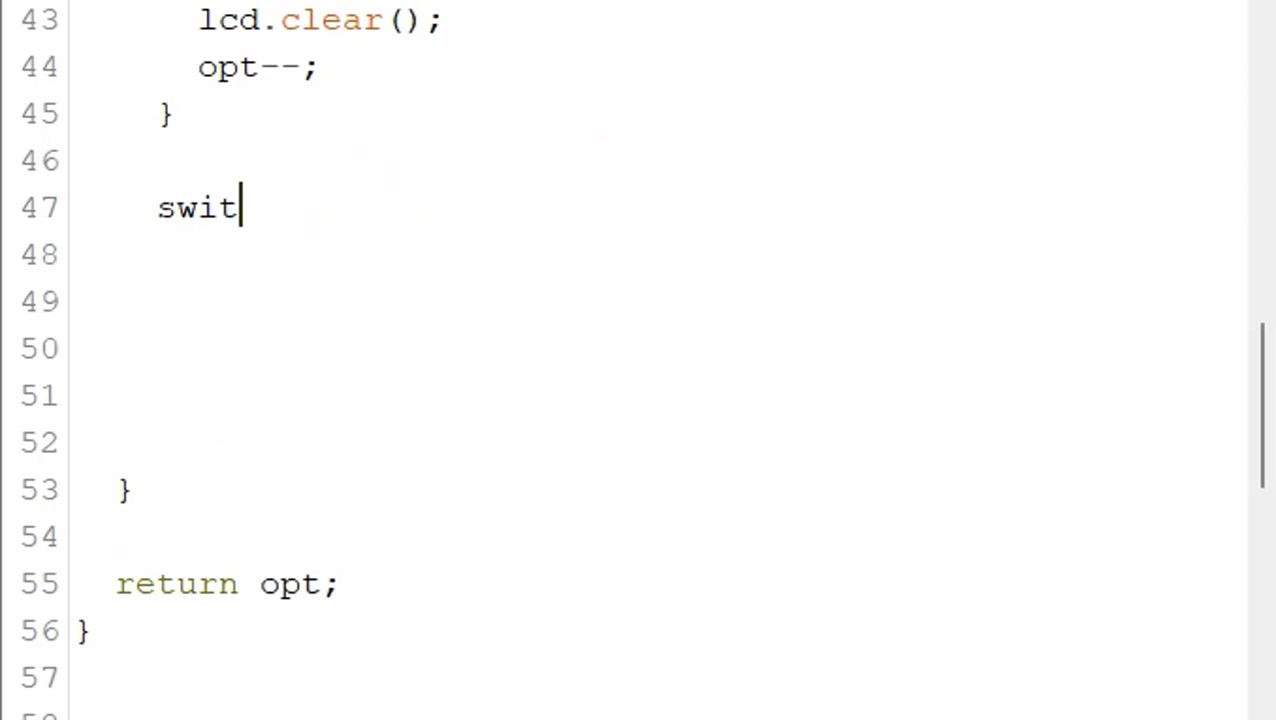 43 lcd.clear();
44 opt--;
45 }
46
47 swit
48
49
50
51
52
53 }
54
55 return opt;
56 }
57